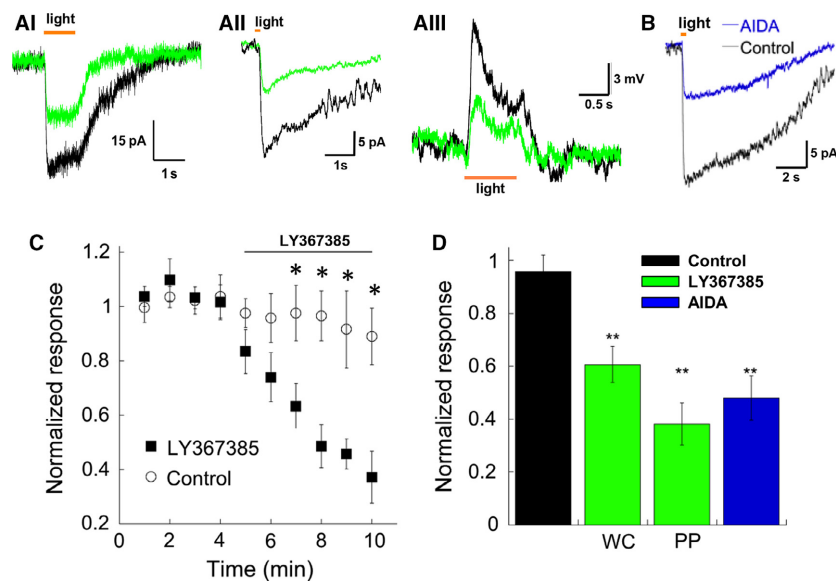 AI
light
15 pA
1s
AII
light
5 pA
1s
AIII
3 mV
0.5 s
light
B
light
AIDA
Control
5 pA
2 s
C
LY367385
Normalized response
1.2
1
0.8
0.6
0.4
0.2
* * * *
LY367385
Control
0 2 4 6 8 10
Time (min)
D
Normalized response
1
0.8
0.6
0.4
0.2
0
Control
LY367385
AIDA
** ** **
WC PP